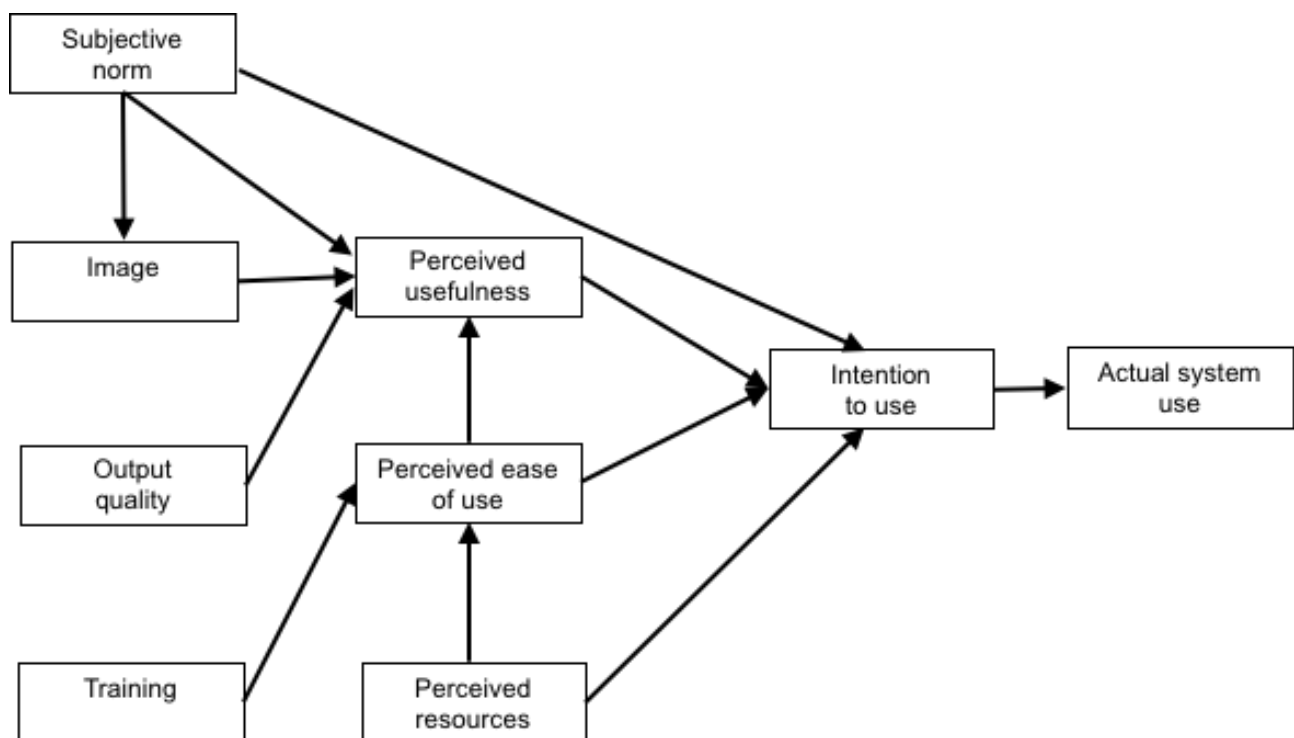 Subjective
norm
Image
Perceived
usefulness
Intention
to use
Actual system
use
Output
quality
Perceived ease
of use
Training
Perceived
resources